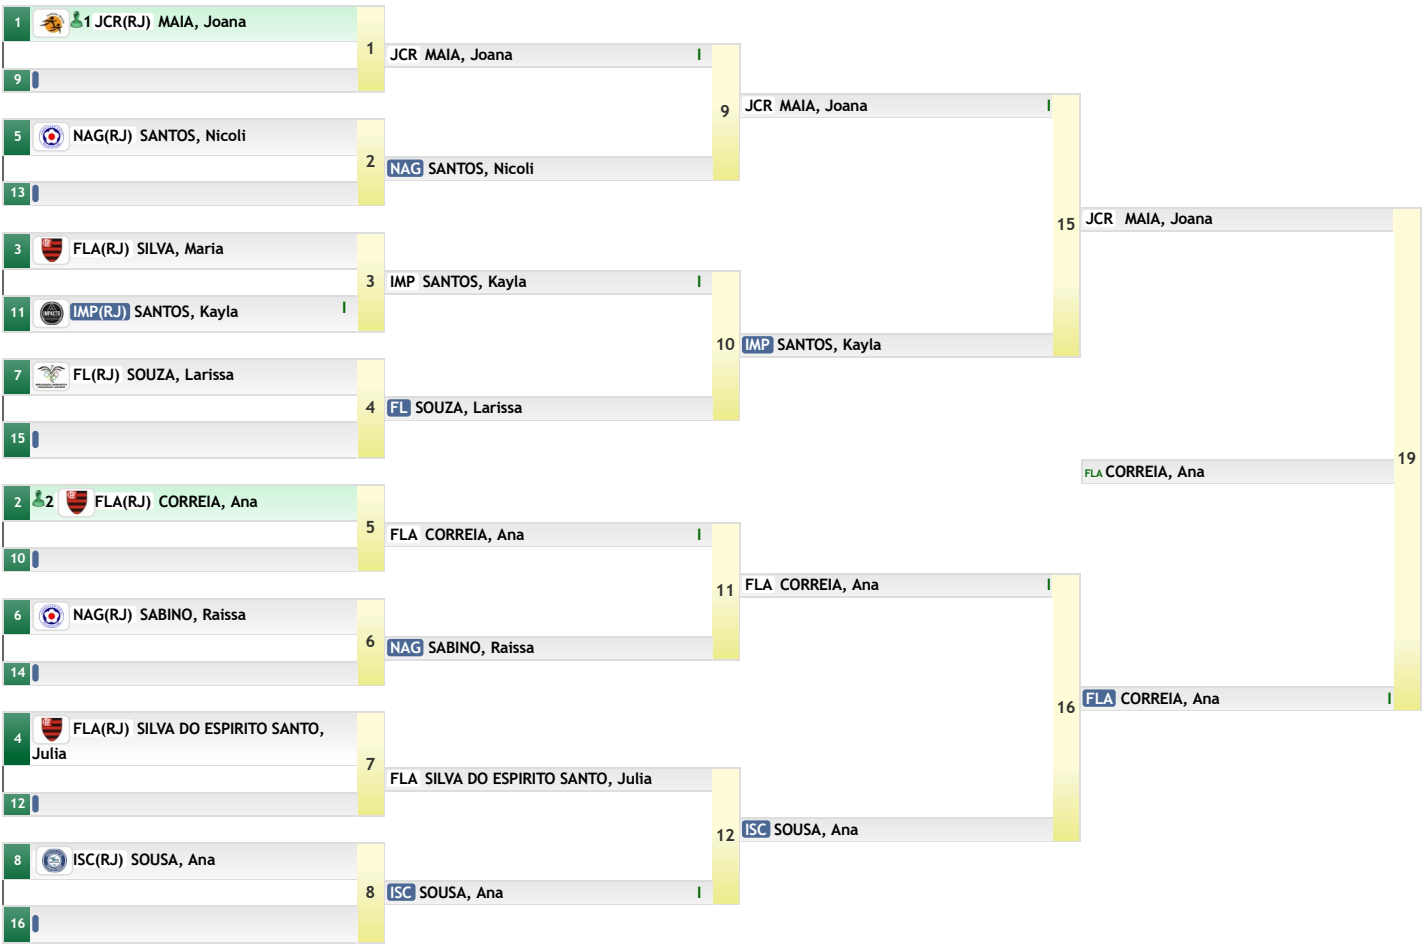 1 1 JCR(RJ) MAIA, Joana
9
1
5 NAG(RJ) SANTOS, Nicoli
13
2
3 FLA(RJ) SILVA, Maria
11 IMP(RJ) SANTOS, Kayla I
3
7 FL(RJ) SOUZA, Larissa
15
4
2 2 FLA(RJ) CORREIA, Ana
10
5
6 NAG(RJ) SABINO, Raissa
14
6
4 FLA(RJ) SILVA DO ESPIRITO SANTO,
Julia
12
7
8 ISC(RJ) SOUSA, Ana
16
8
JCR MAIA, Joana I
NAG SANTOS, Nicoli
9
IMP SANTOS, Kayla I
FL SOUZA, Larissa
10
FLA CORREIA, Ana I
NAG SABINO, Raissa
11
FLA SILVA DO ESPIRITO SANTO, Julia
ISC SOUSA, Ana I
12
JCR MAIA, Joana I
IMP SANTOS, Kayla
15
FLA CORREIA, Ana I
ISC SOUSA, Ana
16
JCR MAIA, Joana
FLA CORREIA, Ana
FLA CORREIA, Ana I
19